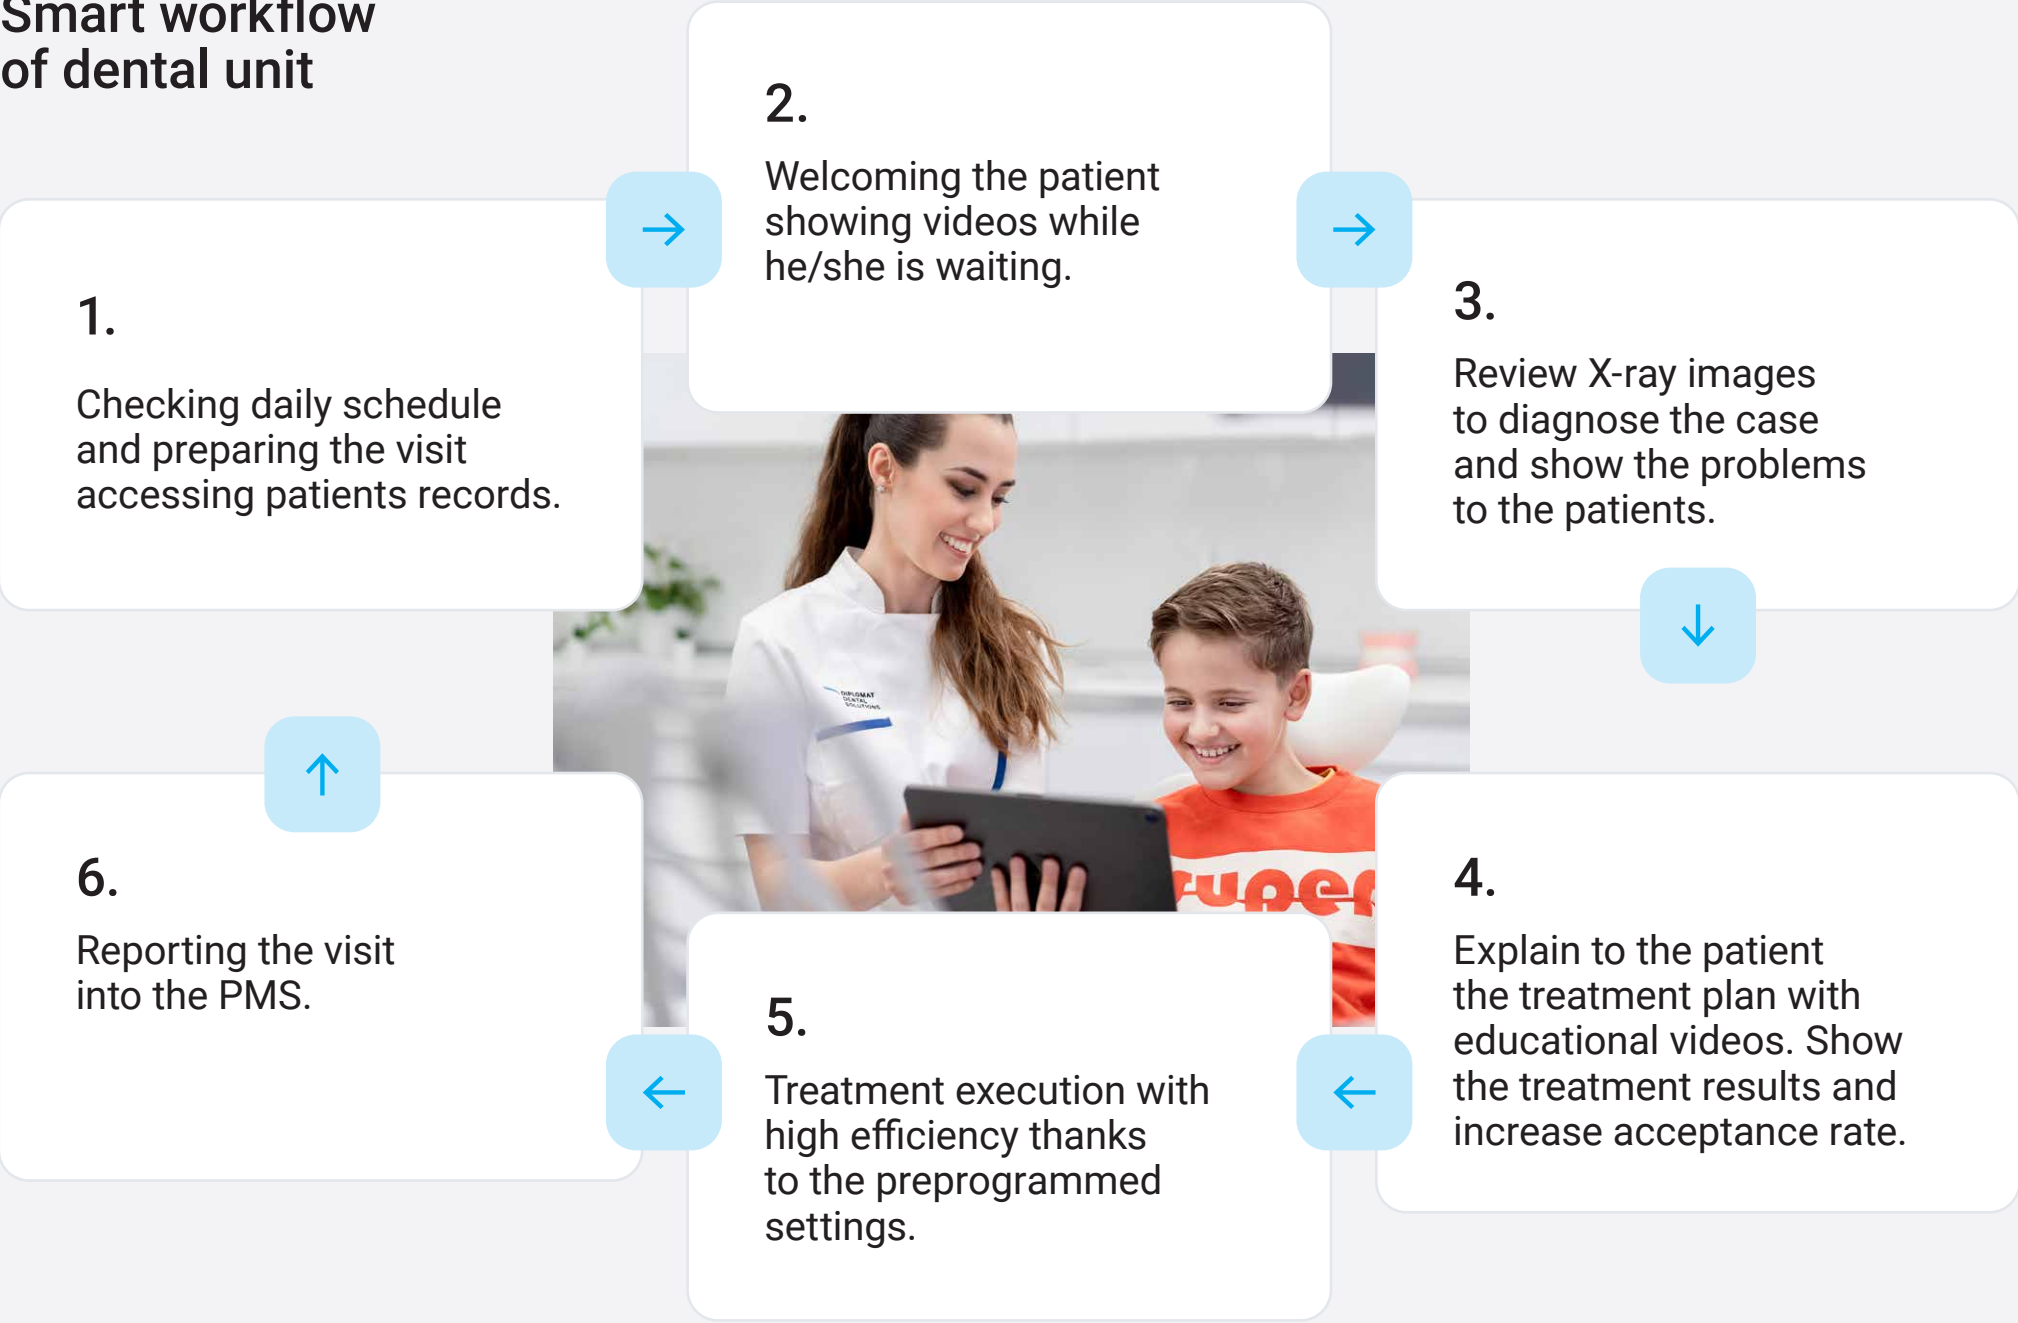 Smart workflow
of dental unit
1.
Checking daily schedule
and preparing the visit
accessing patients records.
2.
Welcoming the patient
showing videos while
he/she is waiting.
3.
Review X-ray images
to diagnose the case
and show the problems
to the patients.
4.
Explain to the patient
the treatment plan with
educational videos. Show
the treatment results and
increase acceptance rate.
5.
Treatment execution with
high efficiency thanks
to the preprogrammed
settings.
6.
Reporting the visit
into the PMS.
DIPLOMAT
DENTAL
SOLUTIONS
super